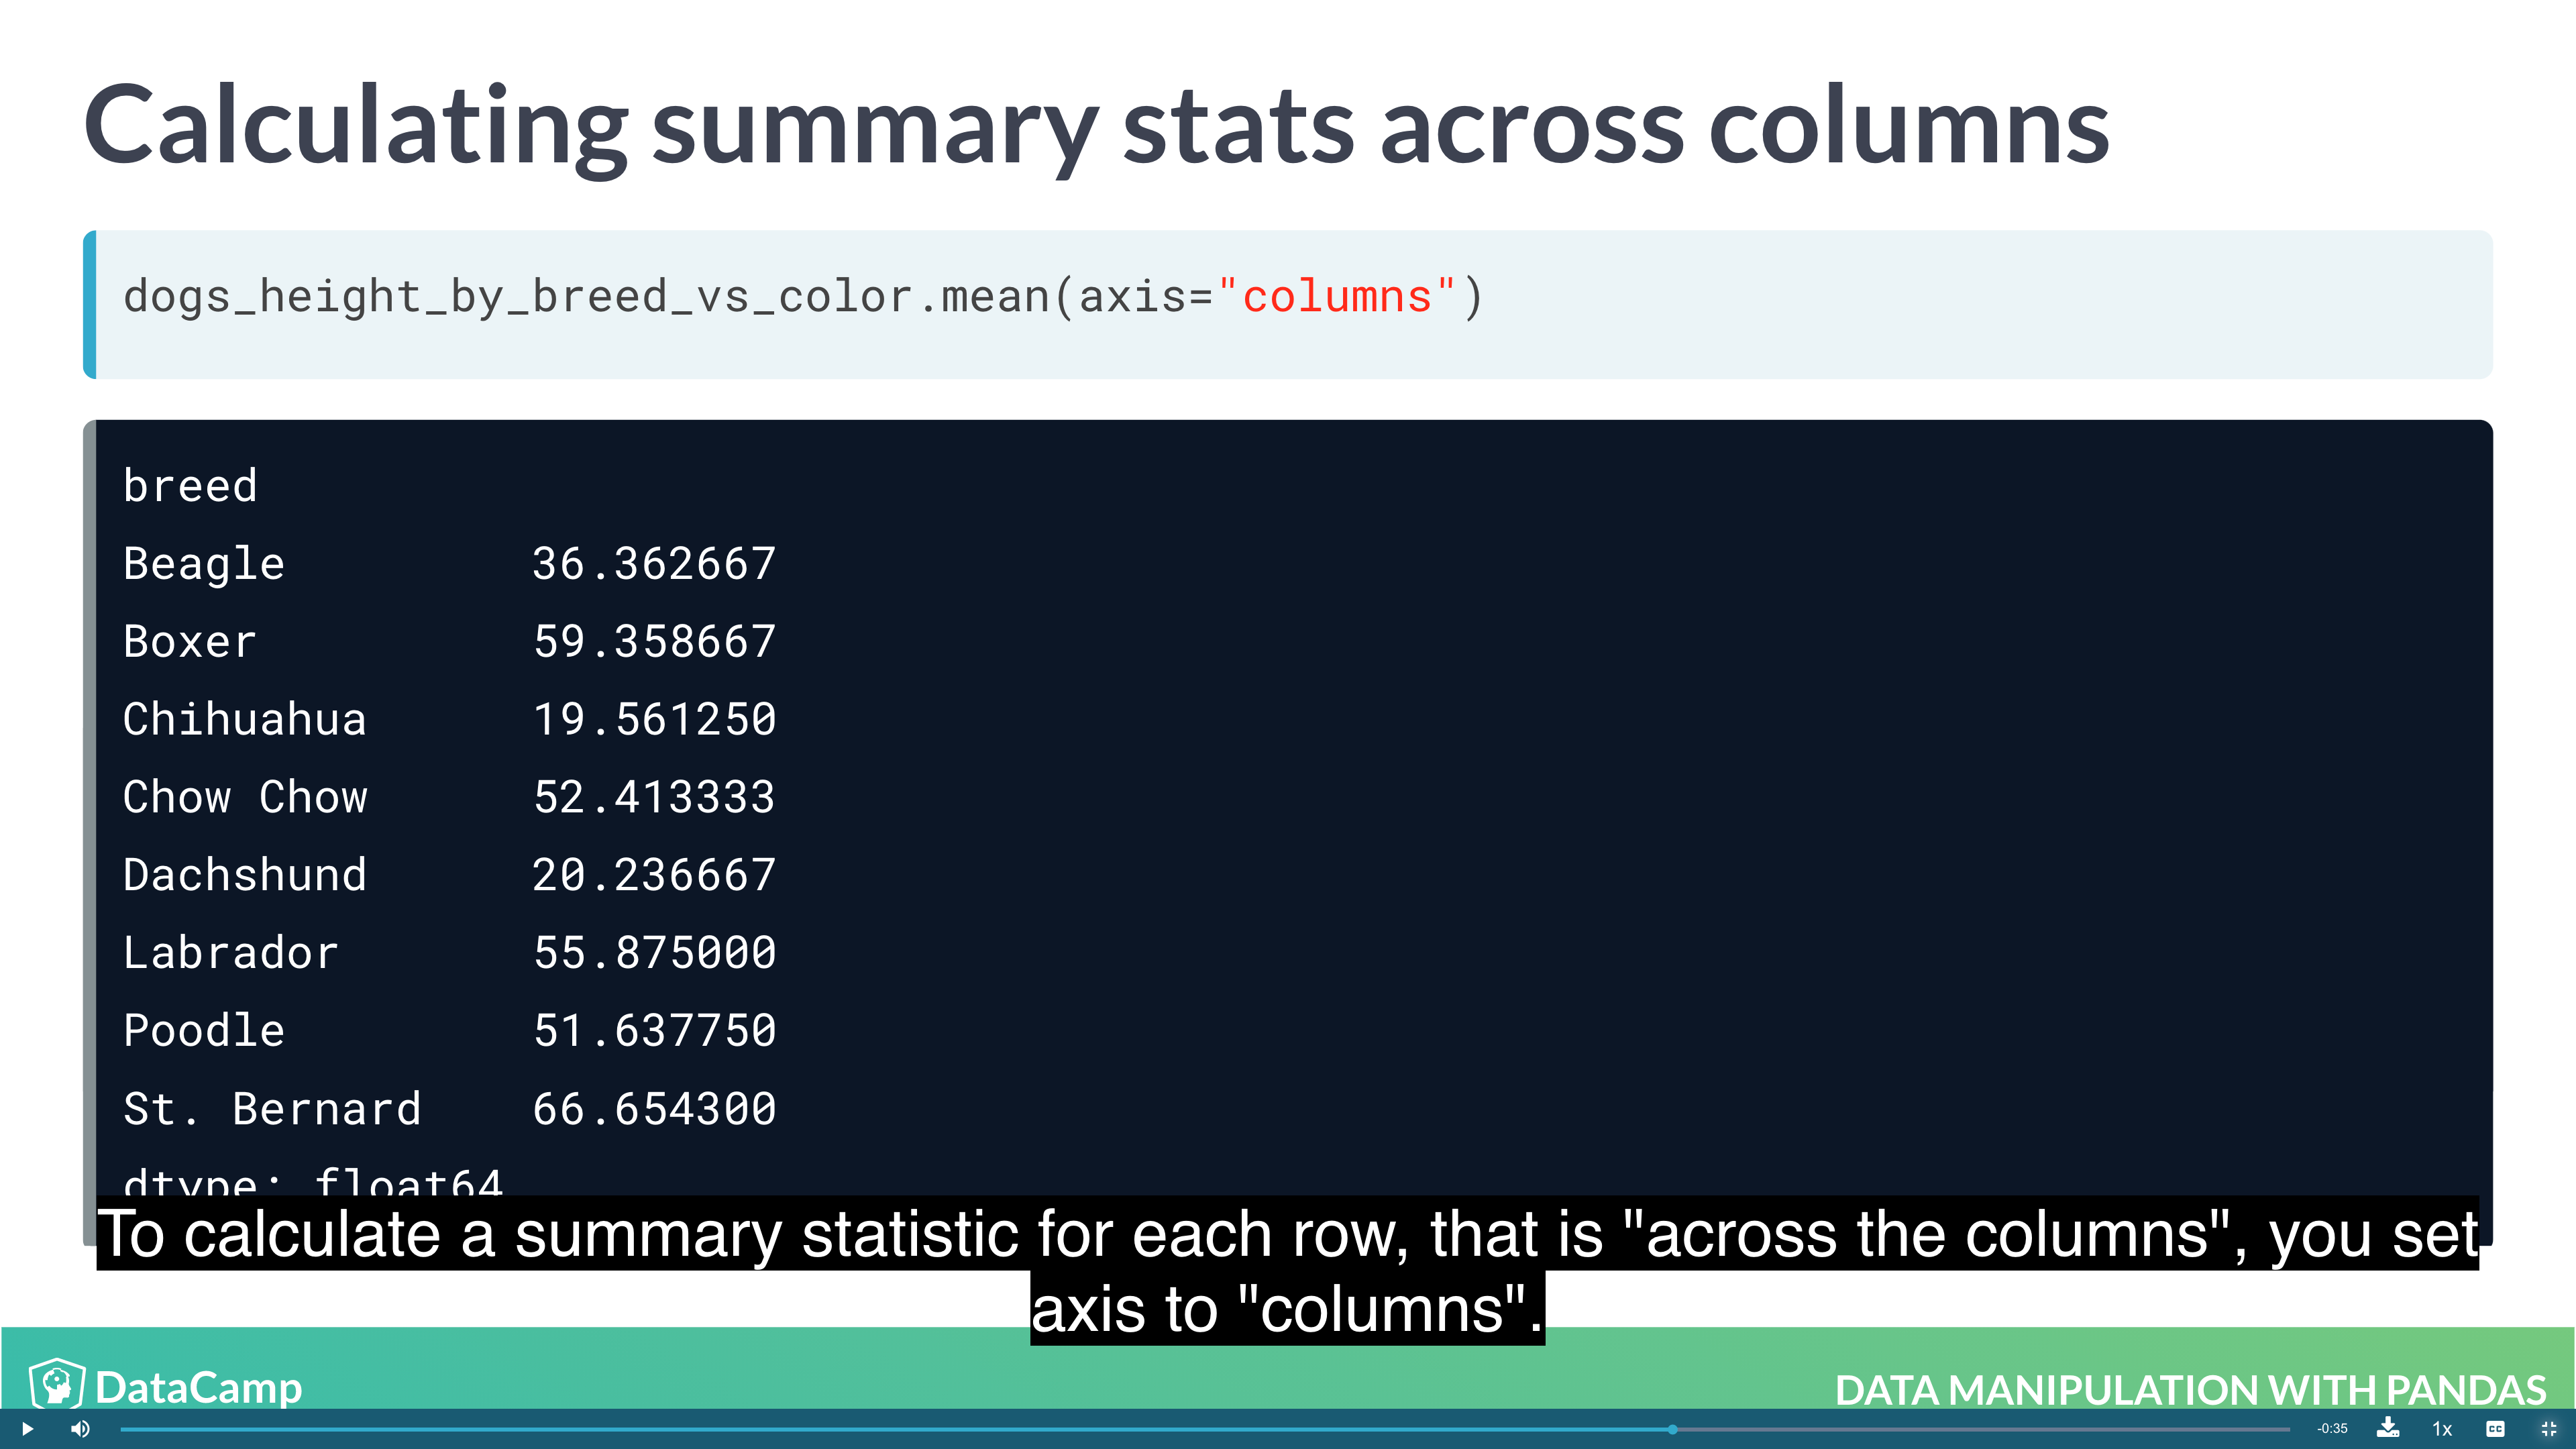 Calculating summary stats across columns
dogs_height_by_breed_vs_color.mean(axis="columns")
breed
Beagle 36.362667
Boxer 59.358667
Chihuahua 19.561250
Chow Chow 52.413333
Dachshund 20.236667
Labrador 55.875000
Poodle 51.637750
St. Bernard 66.654300
dtype: float64
To calculate a summary statistic for each row, that is "across the columns", you set
axis to "columns".
DataCamp
DATA MANIPULATION WITH PANDAS
-0:35
1x
CC